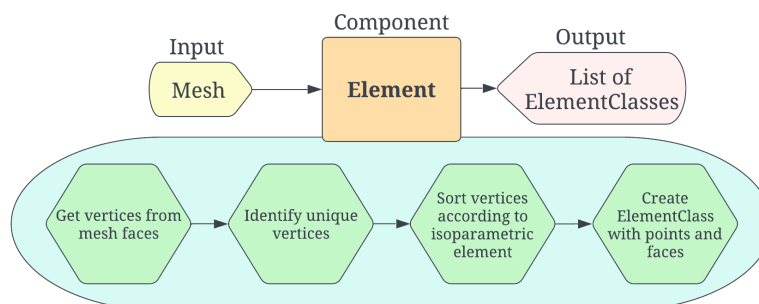 Component
Input
Output
Mesh
Element
List of
ElementClasses
Get vertices from
mesh faces
Identify unique
vertices
Sort vertices
according to
isoparametric
element
Create
ElementClass
with points and
faces